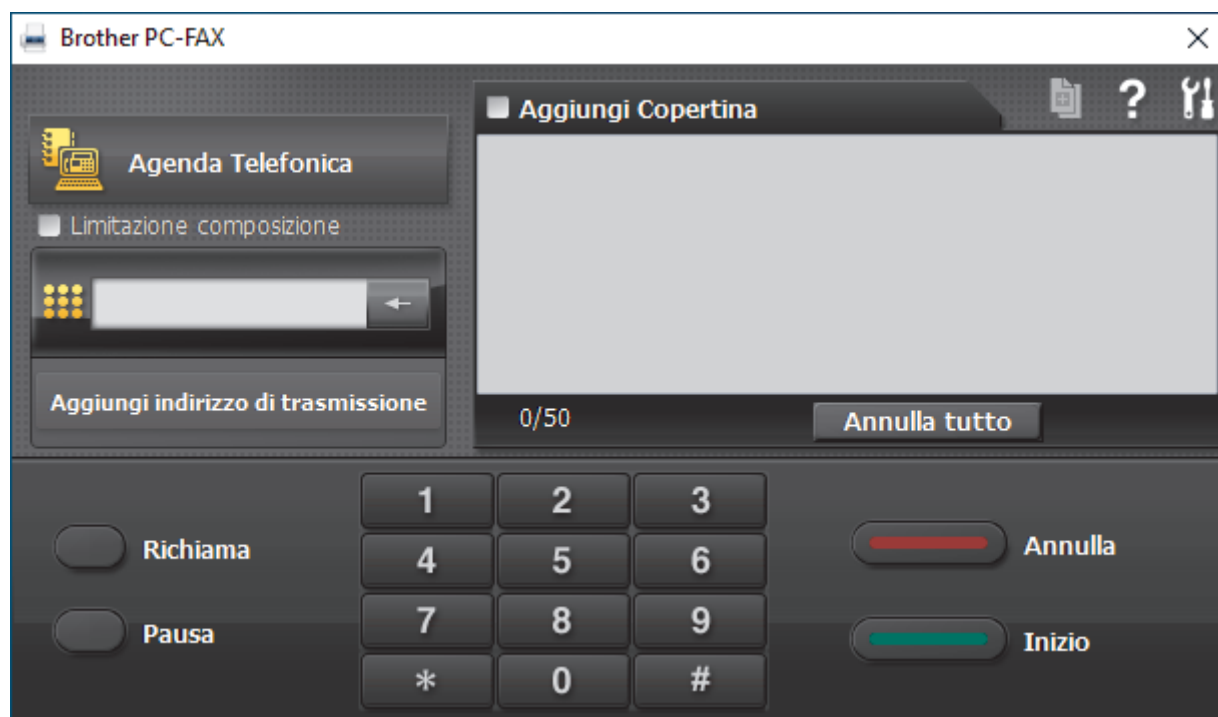 Brother PC-FAX
Aggiungi Copertina
?
Agenda Telefonica
Limitazione composizione
Aggiungi indirizzo di trasmissione
0/50
Annulla tutto
1 2 3
Richiama
4 5 6
Annulla
7 8 9
Pausa
Inizio
* 0 #